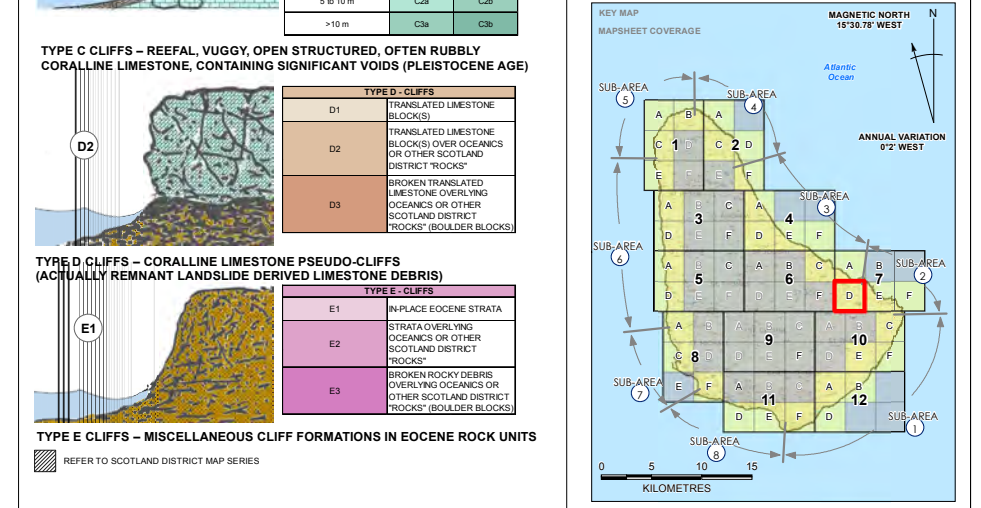 5 to 10 m C2a C2b
>10 m C3a C3b
TYPE C CLIFFS – REEFAL, VUGGY, OPEN STRUCTURED, OFTEN RUBBLY
CORALLINE LIMESTONE, CONTAINING SIGNIFICANT VOIDS (PLEISTOCENE AGE)
D2
TYPE D - CLIFFS
D1 TRANSLATED LIMESTONE
BLOCK(S)
D2 TRANSLATED LIMESTONE
BLOCK(S) OVER OCEANICS
OR OTHER SCOTLAND
DISTRICT "ROCKS"
D3 BROKEN TRANSLATED
LIMESTONE OVERLYING
OCEANICS OR OTHER
SCOTLAND DISTRICT
"ROCKS" (BOULDER BLOCKS)
TYPE D CLIFFS – CORALLINE LIMESTONE PSEUDO-CLIFFS
(ACTUALLY REMNANT LANDSLIDE DERIVED LIMESTONE DEBRIS)
E1
TYPE E - CLIFFS
E1 IN-PLACE EOCENE STRATA
E2 STRATA OVERLYING
OCEANICS OR OTHER
SCOTLAND DISTRICT
"ROCKS"
E3 BROKEN ROCKY DEBRIS
OVERLYING OCEANICS OR
OTHER SCOTLAND DISTRICT
"ROCKS" (BOULDER BLOCKS)
TYPE E CLIFFS – MISCELLANEOUS CLIFF FORMATIONS IN EOCENE ROCK UNITS
REFER TO SCOTLAND DISTRICT MAP SERIES
KEY MAP
MAPSHEET COVERAGE
MAGNETIC NORTH
15°30.78' WEST
N
Atlantic
Ocean
ANNUAL VARIATION
0°2' WEST
SUB-AREA
5
SUB-AREA
4
A B A
C 1 D C 2 D
E F E F
SUB-AREA
3
A B C A
3 4
D E F D E F
SUB-AREA
6
SUB-AREA
2
A B C A B C A B
5 6 7
D E F D E F D E F
A B A B C A B C
9 10
C 8 D D E F D E F
SUB-AREA
7
E F A B C A B
11 12
D E F D
SUB-AREA
1
SUB-AREA
8
0 5 10 15
KILOMETRES